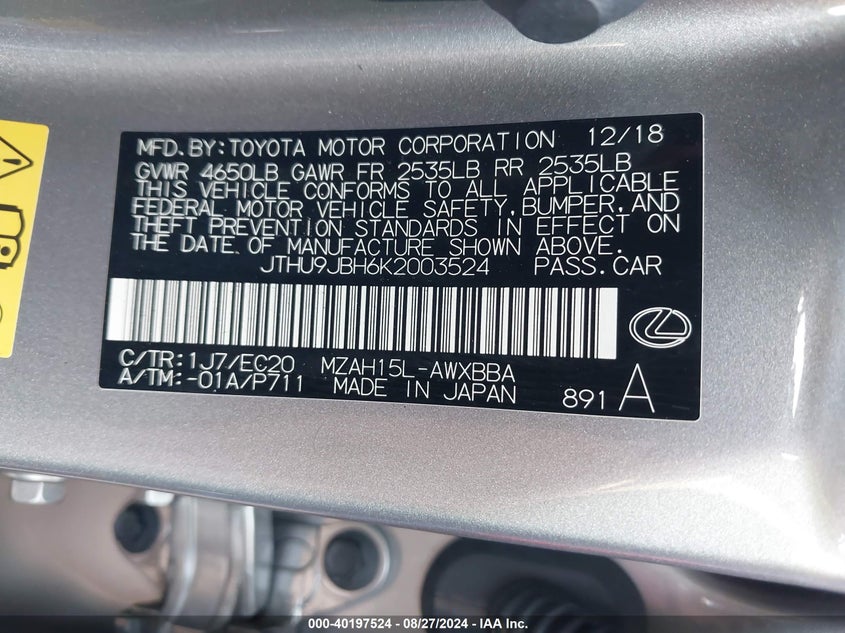 MFD.BY:TOYOTA MOTOR CORPORATION 12/18
GVWR 4650LB GAWR FR 2535LB RR 2535LB
THIS VEHICLE CONFORMS TO ALL APPLICABLE
FEDERAL MOTOR VEHICLE SAFETY,BUMPER,AND
THEFT PREVENTION STANDARDS IN EFFECT ON
THE DATE OF MANUFACTURE SHOWN ABOVE.
JTHU9JBH6K2003524 PASS.CAR
C/TR:1J7/EC20 MZAH15L-AWXBBA
A/TM:-01A/P711 MADE IN JAPAN 891 A
000-40197524 - 08/27/2024 - IAA Inc.